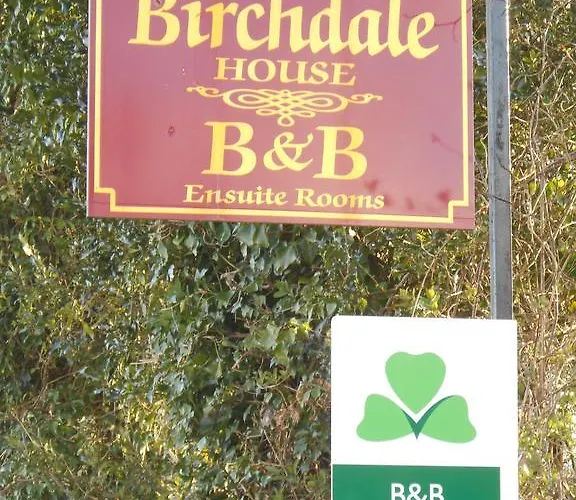 Birchdale
HOUSE
B&B
Ensuite Rooms
B&B